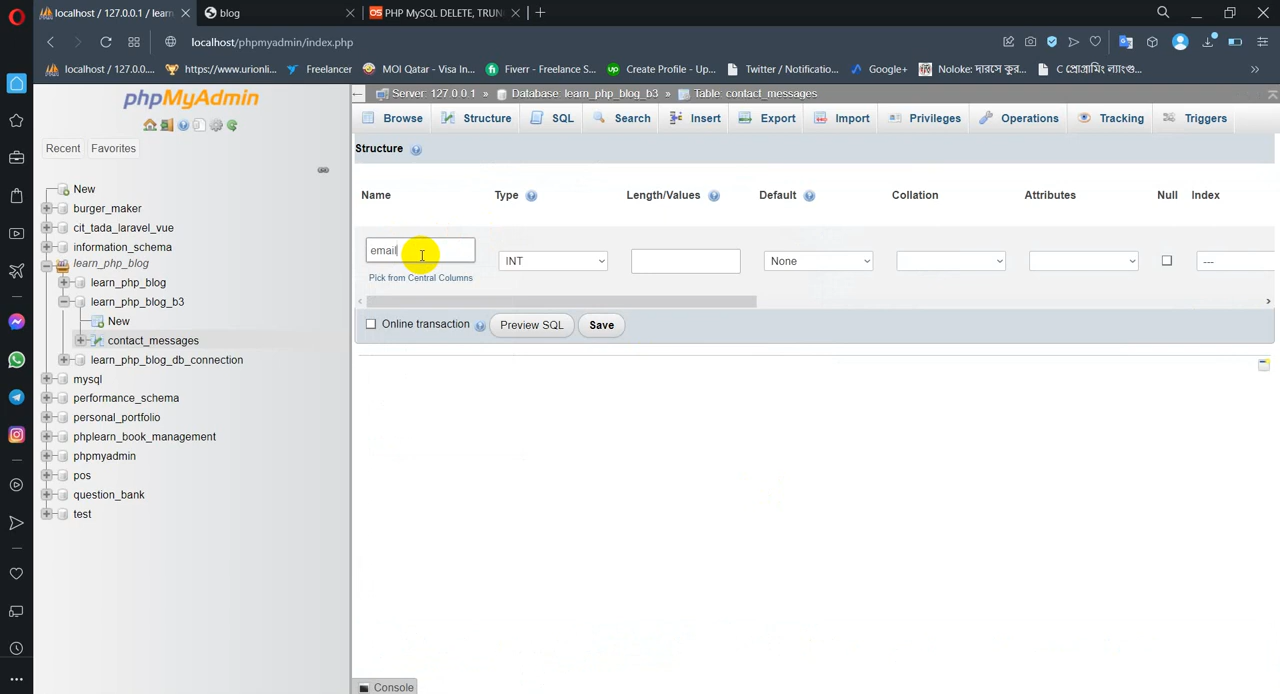 localhost / 127.0.0.1 / learn
blog
PHP MySQL DELETE, TRUN
localhost/phpmyadmin/index.php
localhost / 127.0.0....
https://www.urionli...
Freelancer
MOI Qatar - Visa In...
Fiverr - Freelance S...
Create Profile - Up...
Twitter / Notificatio...
Google+
Noloke: দারসে কুর...
C প্রোগ্রামিং ল্যাংগু...
phpMyAdmin
Recent
Favorites
New
burger_maker
cit_tada_laravel_vue
information_schema
learn_php_blog
learn_php_blog
learn_php_blog_b3
New
contact_messages
learn_php_blog_db_connection
mysql
performance_schema
personal_portfolio
phplearn_book_management
phpmyadmin
pos
question_bank
test
Server: 127.0.0.1 » Database: learn_php_blog_b3 » Table: contact_messages
Browse Structure SQL Search Insert Export Import Privileges Operations Tracking Triggers
Structure
Name Type Length/Values Default Collation Attributes Null Index
email INT None ---
Pick from Central Columns
Online transaction Preview SQL Save
Console